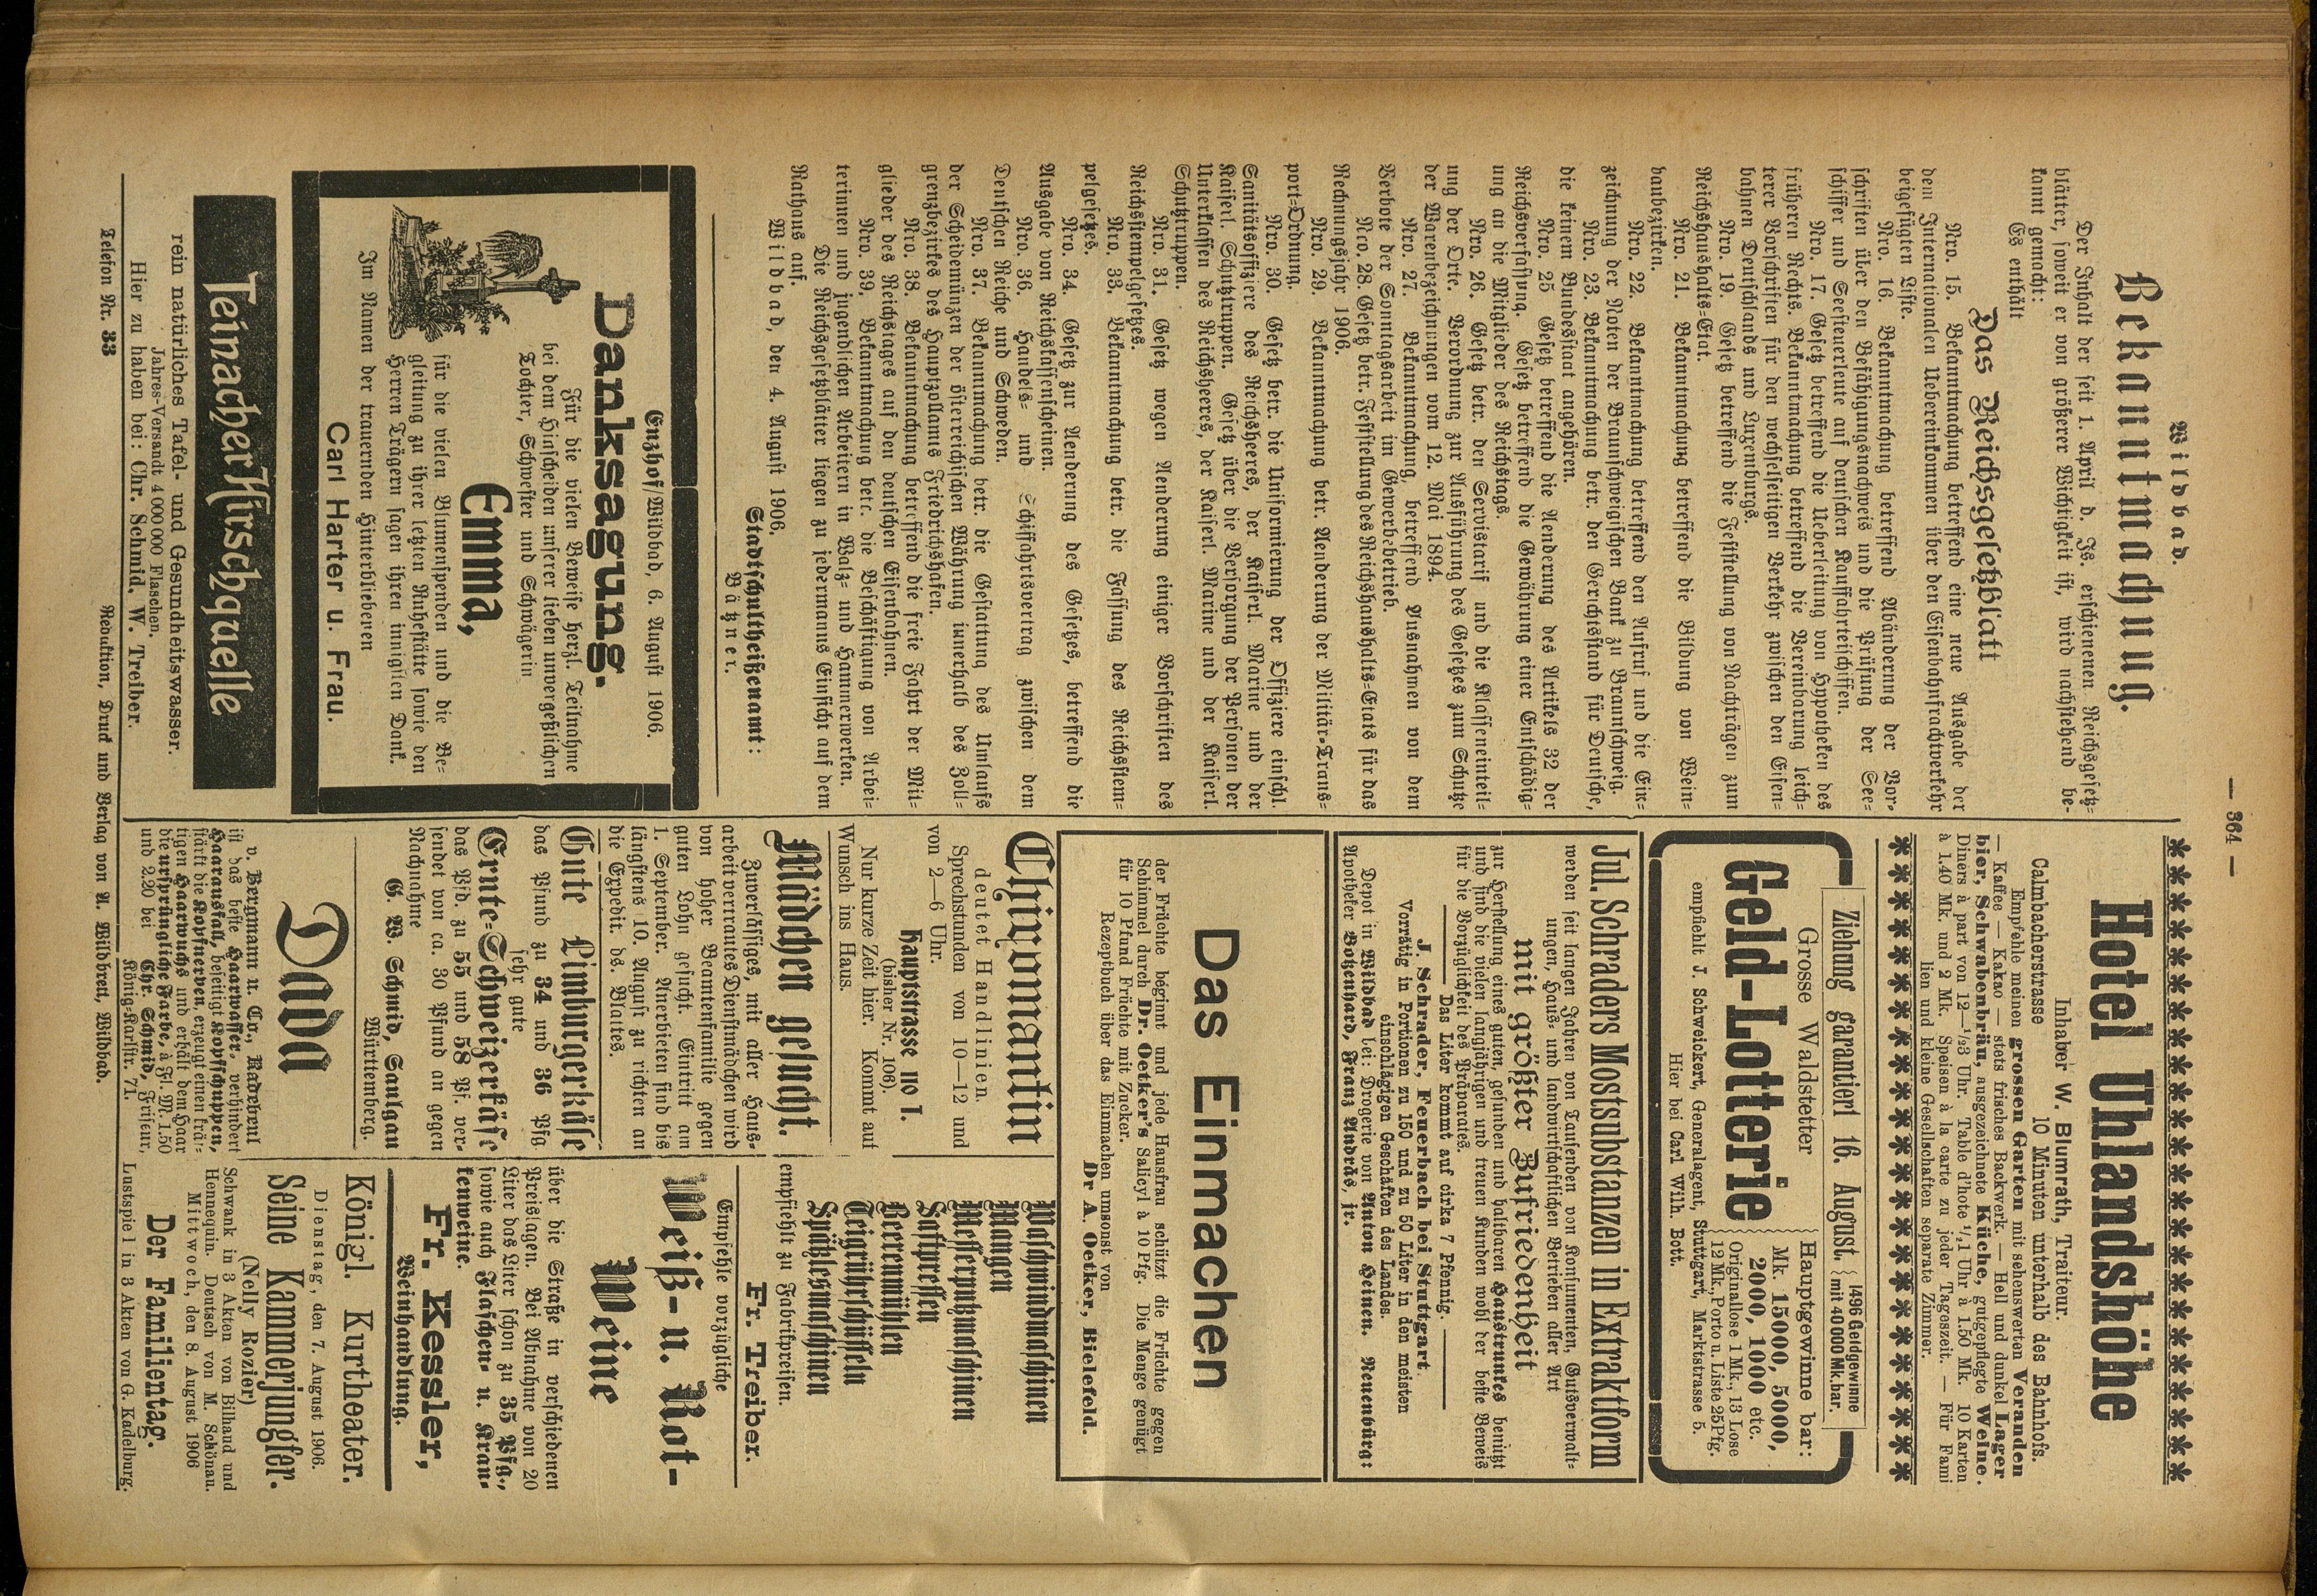 — 364 —
Wildbad.
Bekanntmachung.
Der Inhalt der seit 1. April d. Js. erschienenen Reichsgesetz-
blätter, soweit er von größerer Wichtigkeit ist, wird nachstehend be-
kannt gemacht:
Es enthält
Das Reichsgesetzblatt
Nro. 15. Bekanntmachung betreffend eine neue Ausgabe der
dem Internationalen Uebereinkommen über den Eisenbahnfrachtverkehr
beigefügten Liste.
Nro. 16. Bekanntmachung betreffend Abänderung der Vor-
schriften über den Befähigungsnachweis und die Prüfung der See-
schiffer und Seesteuerleute auf deutschen Kauffahrteischiffen.
Nro. 17. Gesetz betreffend die Ueberleitung von Hypotheken des
früheren Rechts. Bekanntmachung betreffend die Vereinbarung leich-
terer Vorschriften für den wechselseitigen Verkehr zwischen den Eisen-
bahnen Deutschlands und Luxemburgs.
Nro. 19. Gesetz betreffend die Feststellung von Nachträgen zum
Reichshaushalts-Etat.
Nro. 21. Bekanntmachung betreffend die Bildung von Wein-
baubezirken.
Nro. 22. Bekanntmachung betreffend den Aufruf und die Ein-
zeichnung der Noten der Braunschweigischen Bank zu Braunschweig.
Nro. 23. Bekanntmachung betr. den Gerichtsstand für Deutsche,
die keinem Bundesstaat angehören.
Nro. 25 Gesetz betreffend die Aenderung des Artikels 32 der
Reichsverfassung. Gesetz betreffend die Gewährung einer Entschädig-
ung an die Mitglieder des Reichstags.
Nro. 26. Gesetz betr. den Servistarif und die Klasseneinteil-
ung der Orte. Verordnung zur Ausführung des Gesetzes zum Schutze
der Warenbezeichnungen vom 12. Mai 1894.
Nro. 27. Bekanntmachung, betreffend Ausnahmen von dem
Verbote der Sonntagsarbeit im Gewerbebetrieb.
Nro. 28. Gesetz betr. Feststellung des Reichshaushalts-Etats für das
Rechnungsjahr 1906.
Nro. 29. Bekanntmachung betr. Aenderung der Militär-Trans-
port-Ordnung.
Nro. 30. Gesetz betr. die Uniformierung der Offiziere einschl.
Sanitätsoffiziere des Reichsheeres, der Kaiserl. Marine und der
Kaiserl. Schutztruppen. Gesetz über die Versorgung der Personen der
Unterklassen des Reichsheeres, der Kaiserl. Marine und der Kaiserl.
Schutztruppen.
Nro. 31. Gesetz wegen Aenderung einiger Vorschriften des
Reichsstempelgesetzes.
Nro. 33. Bekanntmachung betr. die Fassung des Reichsstem-
pelgesetzes.
Nro. 34. Gesetz zur Aenderung des Gesetzes, betreffend die
Ausgabe von Reichskassenscheinen.
Nro. 36. Handels- und Schiffahrtsvertrag zwischen dem
Deutschen Reiche und Schweden.
Nro. 37. Bekanntmachung betr. die Gestattung des Umlaufs
der Scheidemünzen der österreichischen Währung innerhalb des Zoll-
grenzbezirkes des Hauptzollamts Friedrichshafen.
Nro. 38. Bekanntmachung betreffend die freie Fahrt der Mit-
glieder des Reichstages auf den deutschen Eisenbahnen.
Nro. 39. Bekanntmachung betr. die Beschäftigung von Arbei-
terinnen und jugendlichen Arbeitern in Walz- und Hammerwerken.
Die Reichsgesetzblätter liegen zu jedermanns Einsicht auf dem
Rathaus auf.
Wildbad, den 4. August 1906.
Stadtschultheißenamt:
Bätzner.
Enzhof/Wildbad, 6. August 1906.
Danksagung.
Für die vielen Beweise herzl. Teilnahme
bei dem Hinscheiden unserer lieben unvergeßlichen
Tochter, Schwester und Schwägerin
Emma,
für die vielen Blumenspenden und die Be-
gleitung zu ihrer letzten Ruhestätte sowie den
Herren Trägern sagen ihren innigsten Dank.
Im Namen der trauernden Hinterbliebenen
Carl Harter u. Frau.
Teinacher Hirschquelle
rein natürliches Tafel- und Gesundheitswasser.
Jahres-Versandt 4 000 000 Flaschen.
Hier zu haben bei: Chr. Schmid, W. Treiber.
Hotel Uhlandshöhe
Inhaber W. Blumrath, Traiteur.
Calmbacherstrasse 10 Minuten unterhalb des Bahnhofs.
Empfehle meinen grossen Garten mit sehenswerten Veranden
— Kaffee — Kakao — stets frisches Backwerk. — Hell und dunkel Lager
bier, Schwabenbräu, ausgezeichnete Küche, gutgepflegte Weine.
Diners à part von 12—½3 Uhr. Table d'hote ½1 Uhr à 1.50 Mk. 10 Karten
à 1.40 Mk. und 2 Mk. Speisen à la carte zu jeder Tageszeit. — Für Fami
lien und kleine Gesellschaften separate Zimmer.
Ziehung garantiert 16. August.
1496 Geldgewinne
mit 40000 Mk. bar.
Grosse Waldstetter
Geld-Lotterie
Hauptgewinne bar:
Mk. 15000, 5000,
2000, 1000 etc.
Originallose 1 Mk., 13 Lose
12 Mk., Porto u. Liste 25 Pfg.
empfiehlt J. Schweickert, Generalagent, Stuttgart, Marktstrasse 5.
Hier bei Carl Wilh. Bott.
Jul. Schraders Mostsubstanzen in Extraktform
werden seit langen Jahren von Tausenden von Konsumenten, Gutsverwalt-
ungen, Haus- und landwirtschaftlichen Betrieben aller Art
mit größter Zufriedenheit
zur Herstellung eines guten, gesunden und haltbaren Haustrunkes benützt
und sind die vielen langjährigen und treuen Kunden wohl der beste Beweis
für die Vorzüglichkeit des Präparates.
Das Liter kommt auf cirka 7 Pfennig.
J. Schrader, Feuerbach bei Stuttgart.
Vorrätig in Portionen zu 150 und zu 50 Liter in den meisten
einschlägigen Geschäften des Landes.
Depot in Wildbad bei: Drogerie von Anton Heinen. Neuenbürg:
Apotheker Bozenhard, Franz Andräs, jr.
Das Einmachen
der Früchte beginnt und jede Hausfrau schützt die Früchte gegen
Schimmel durch Dr. Oetker's Salicyl à 10 Pfg. Die Menge genügt
für 10 Pfund Früchte mit Zucker.
Rezeptbuch über das Einmachen umsonst von
Dr A. Oetker, Bielefeld.
Chiromantin
deutet Handlinien.
Sprechstunden von 10—12 und
von 2—6 Uhr.
Hauptstrasse no 1.
(bisher Nr. 106).
Nur kurze Zeit hier. Kommt auf
Wunsch ins Haus.
Mädchen gesucht.
Zuverlässiges, mit aller Haus-
arbeit vertrautes Dienstmädchen wird
von hoher Beamtenfamilie gegen
guten Lohn gesucht. Eintritt am
1. September. Anerbieten sind bis
längstens 10. August zu richten an
die Expedit. ds. Blattes.
Gute Limburgerkäse
das Pfund zu 34 und 36 Pfg
sehr gute
Ernte-Schweizerkäse
das Pfd. zu 55 und 58 Pf. ver-
sendet von ca. 30 Pfund an gegen
Nachnahme
G. W. Schmid, Saulgau
Württemberg.
Dada
v. Bergmann u. Co., Radebeul
ist das beste Haarwasser, verhindert
Haarausfall, beseitigt Kopfschuppen,
stärkt die Kopfnerven, erzeugt einen kräf-
tigen Haarwuchs und erhält dem Haar
die ursprüngliche Farbe, à Fl. M. 1.50
und 2.20 bei Chr. Schmid, Friseur,
König-Karlstr. 71.
Waschwindmaschinen
Mangen
Messerputzmaschinen
Saftpressen
Beerenmühlen
Teigrührschüsseln
Spätzlesmaschinen
empfiehlt zu Fabrikpreisen.
Fr. Treiber.
Empfehle vorzügliche
Weiß- u. Rot-
Weine
über die Straße in verschiedenen
Preislagen. Bei Abnahme von 20
Liter das Liter schon zu 35 Pfg.,
sowie auch Flaschen- u. Kran-
kenweine.
Fr. Kessler,
Weinhandlung.
Königl. Kurtheater.
Dienstag, den 7. August 1906.
Seine Kammerjungfer.
(Nelly Rozier)
Schwank in 3 Akten von Bilhaud und
Hennequin. Deutsch von M. Schönau.
Mittwoch, den 8. August 1906
Der Familientag.
Lustspiel in 3 Akten von G. Kadelburg.
Telefon Nr. 33 Redaktion, Druck und Verlag von A. Wildbrett, Wildbad.